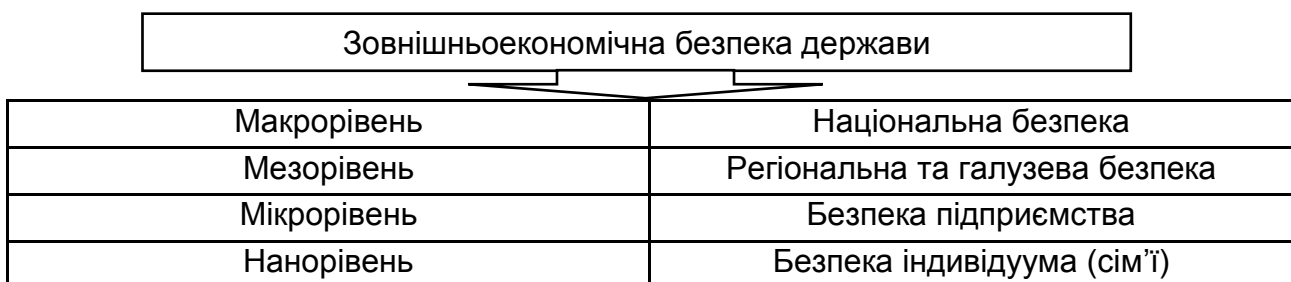 Зовнішньоекономічна безпека держави
Макрорівень Національна безпека
Мезорівень Регіональна та галузева безпека
Мікрорівень Безпека підприємства
Нанорівень Безпека індивідуума (сім’ї)